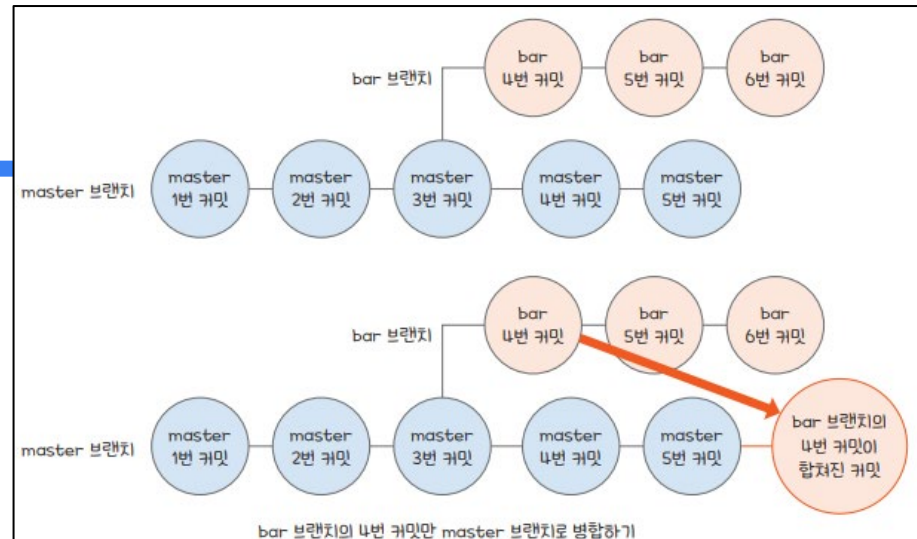 bar 브랜치
bar
4번 커밋
bar
5번 커밋
bar
6번 커밋
master 브랜치
master
1번 커밋
master
2번 커밋
master
3번 커밋
master
4번 커밋
master
5번 커밋
bar 브랜치
bar
4번 커밋
bar
5번 커밋
bar
6번 커밋
master 브랜치
master
1번 커밋
master
2번 커밋
master
3번 커밋
master
4번 커밋
master
5번 커밋
bar 브랜치의
4번 커밋이
합쳐진 커밋
bar 브랜치의 4번 커밋만 master 브랜치로 병합하기